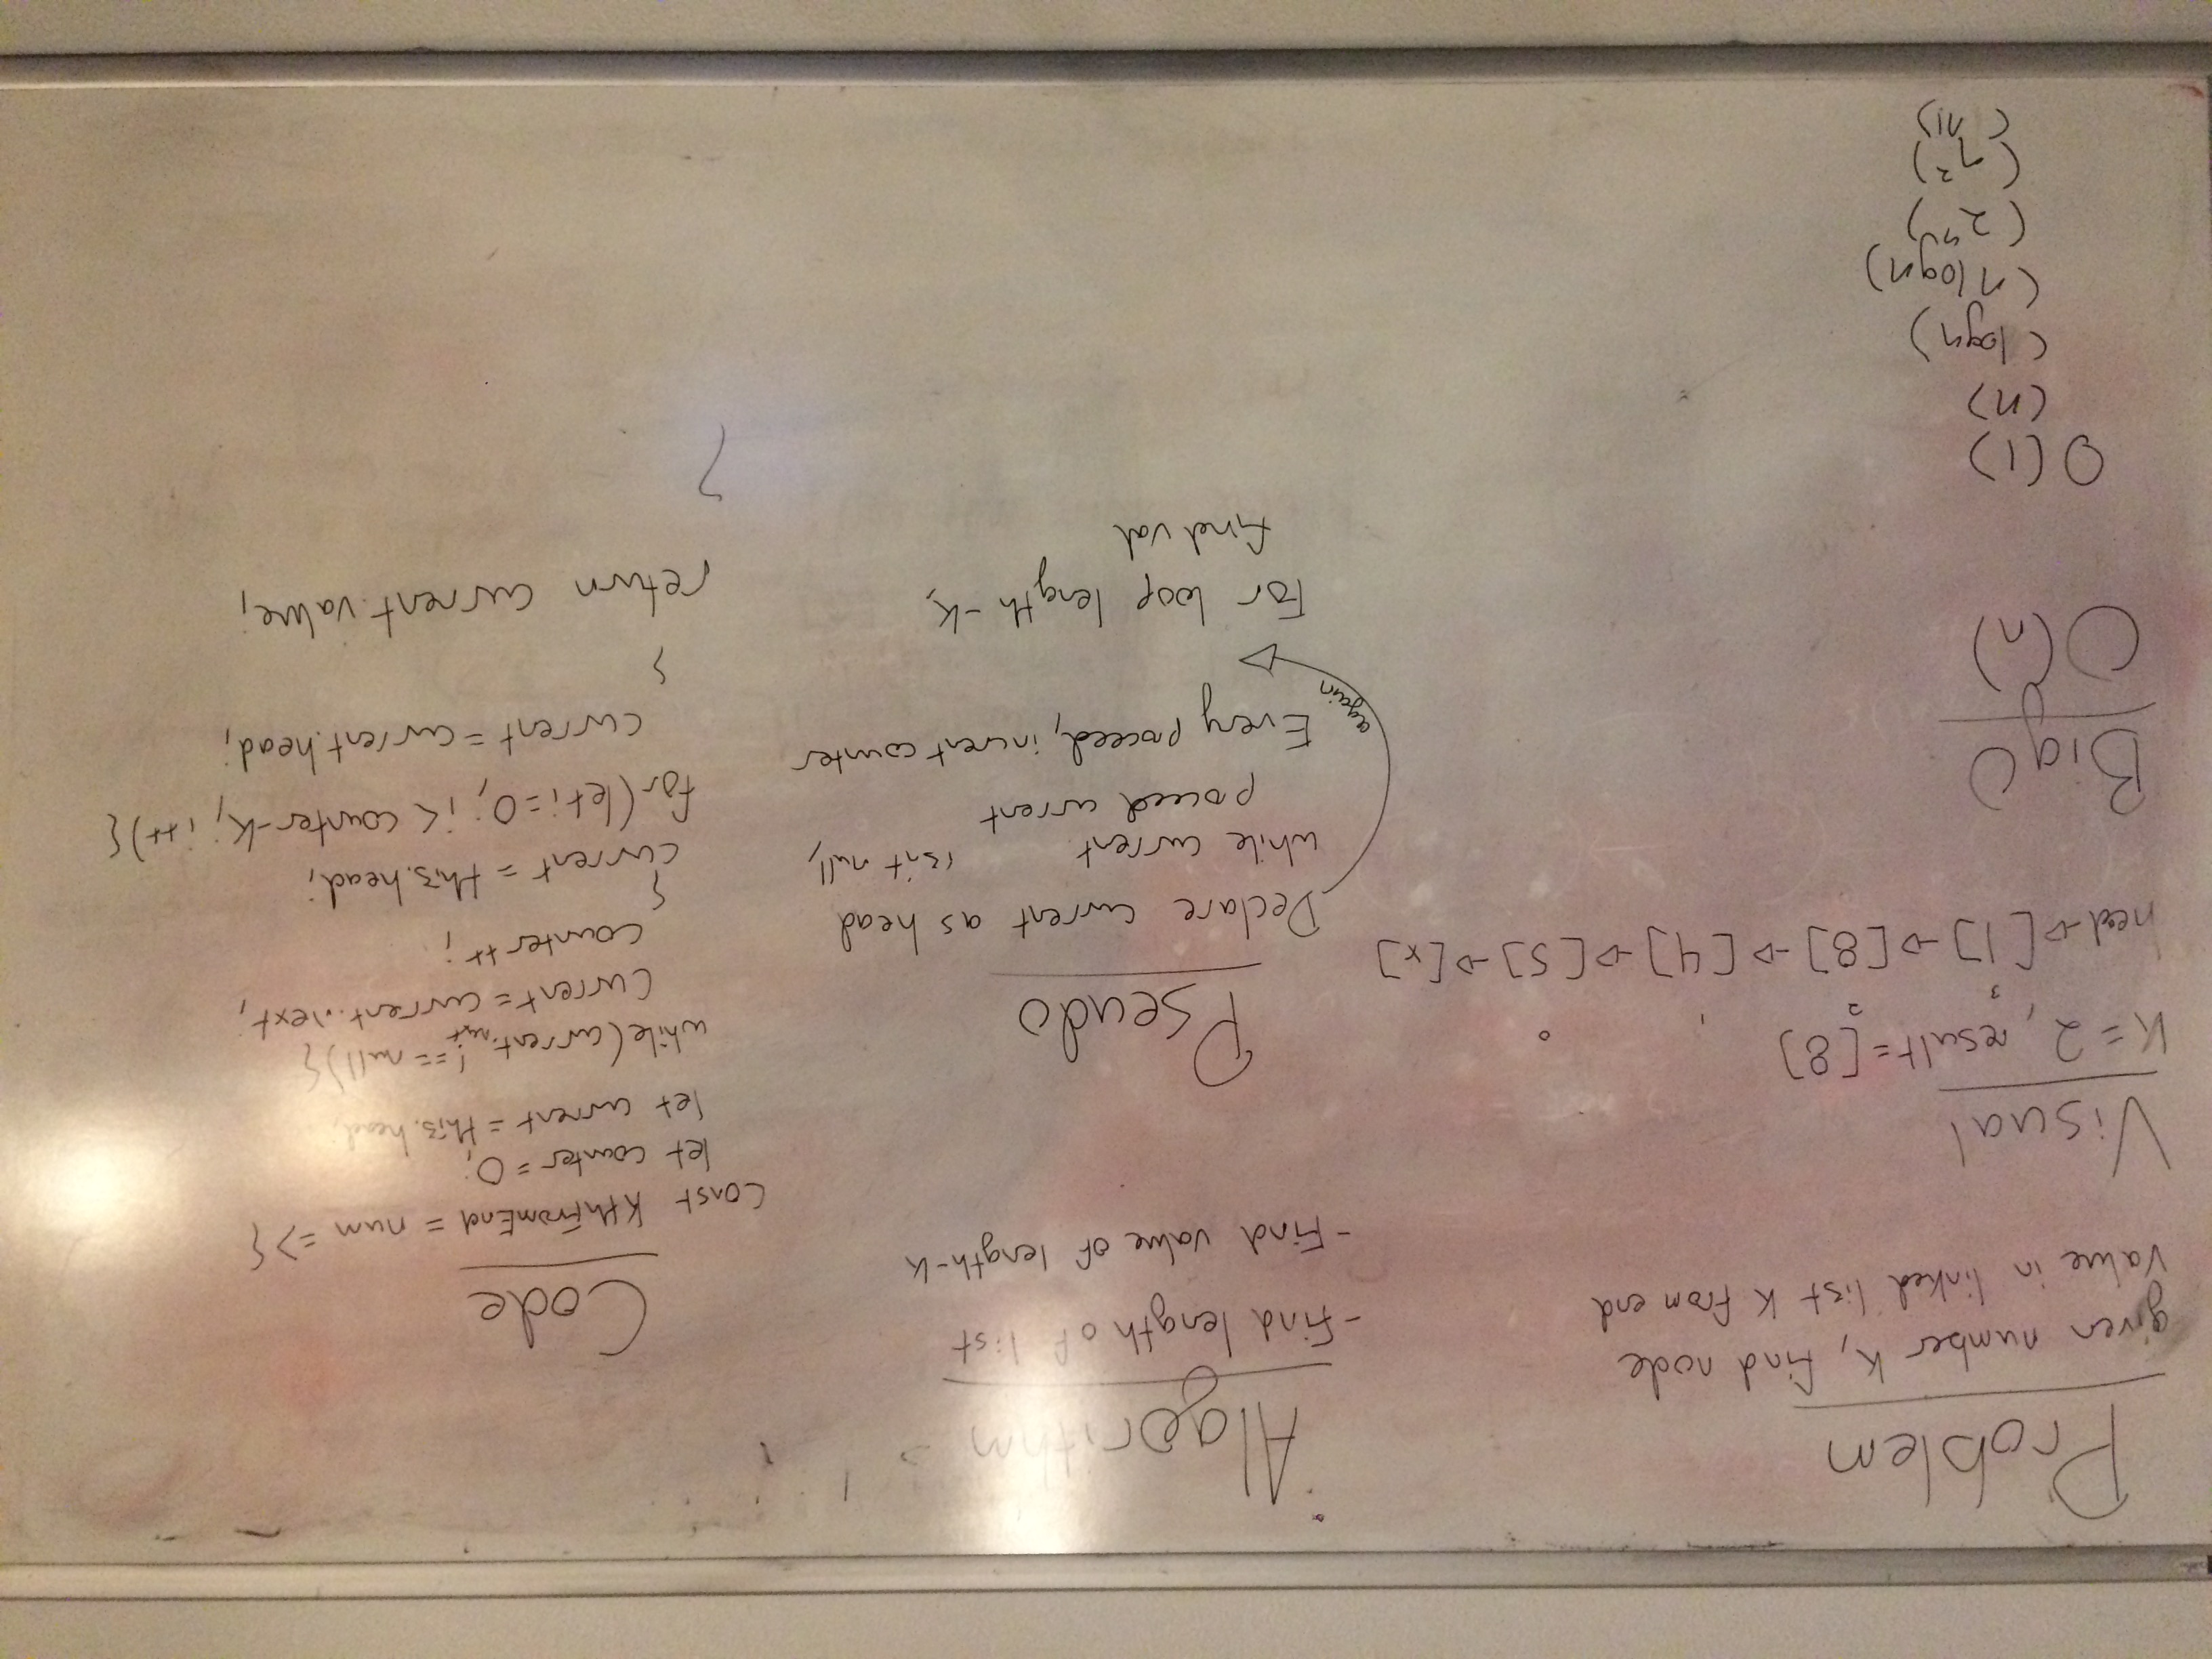 Problem
given number K, find node
value in linked list K from end
Visual
K=2, result=[8]
3 2 1 0
head→[1]→[8]→[4]→[5]→[x]
Big O
O(n)
O(1)
(n)
(logn)
(nlogn)
(2ⁿ)
(n²)
(n!)
Algorithm
-Find length of list
-Find value of length-k
Pseudo
Declare current as head
while current isn't null,
proceed current
Every proceed, incrent counter
again
For loop length -K,
find val
Code
const KthFromEnd = num => {
let counter = 0;
let current = this.head;
while(current.next !== null){
current = current.next;
counter++;
}
current = this.head;
for(let i=0; i< counter-K; i++){
current = current.head;
}
return current.value;
}